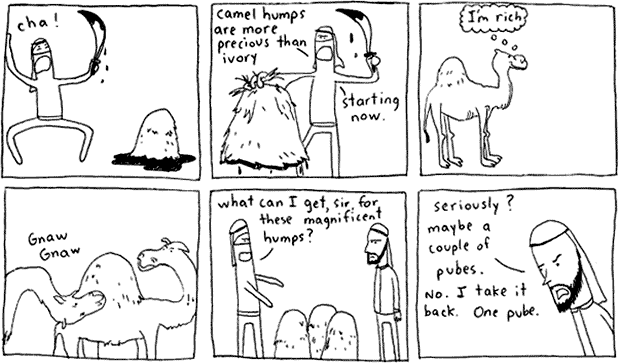 cha!
Camel humps
are more
precious than
ivory
starting
now.
I'm rich
Gnaw
Gnaw
what can I get, sir, for
these magnificent
humps?
seriously?
maybe a
couple of
pubes.
No. I take it
back. One pube.